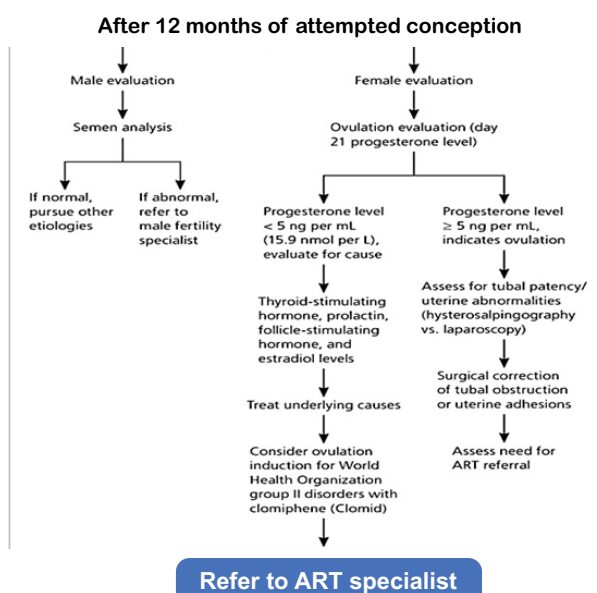 After 12 months of attempted conception
Male evaluation
Semen analysis
If normal,
pursue other
etiologies
If abnormal,
refer to
male fertility
specialist
Female evaluation
Ovulation evaluation (day
21 progesterone level)
Progesterone level
< 5 ng per mL
(15.9 nmol per L),
evaluate for cause
Thyroid-stimulating
hormone, prolactin,
follicle-stimulating
hormone, and
estradiol levels
Treat underlying causes
Consider ovulation
induction for World
Health Organization
group II disorders with
clomiphene (Clomid)
Progesterone level
≥ 5 ng per mL,
indicates ovulation
Assess for tubal patency/
uterine abnormalities
(hysterosalpingography
vs. laparoscopy)
Surgical correction
of tubal obstruction
or uterine adhesions
Assess need for
ART referral
Refer to ART specialist